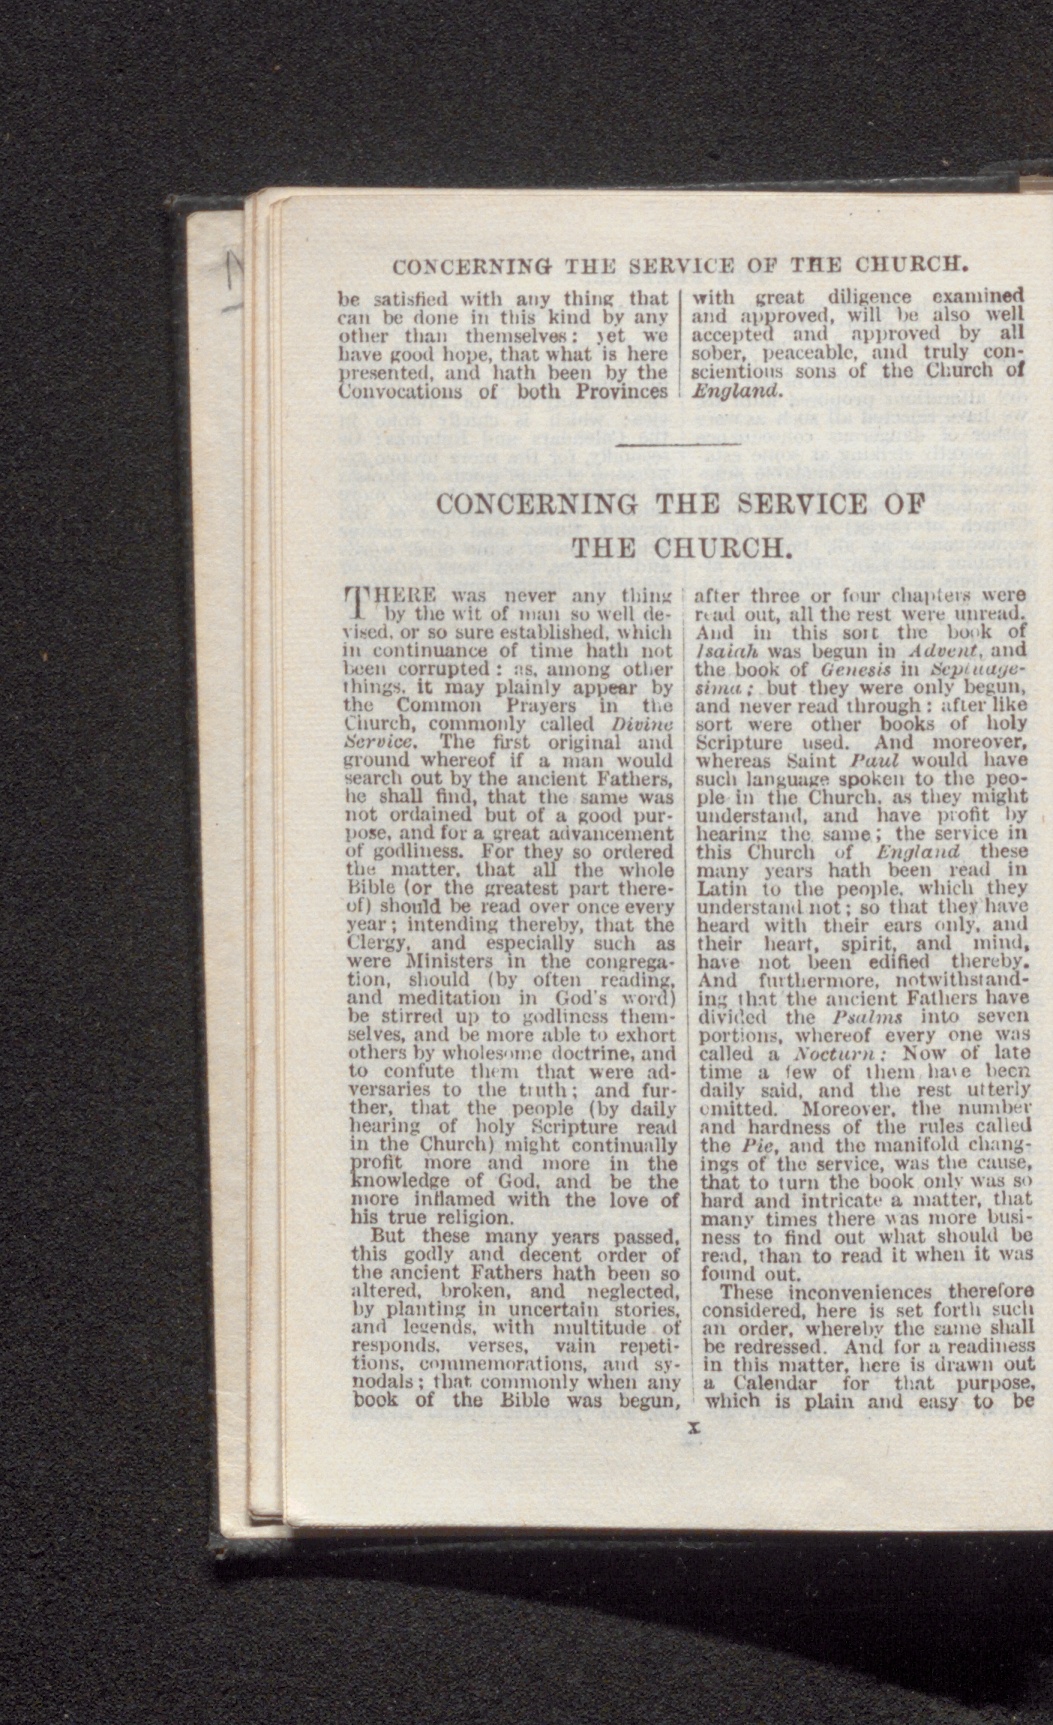 CONCERNING THE SERVICE OF THE CHURCH.
be satisfied with any thing that
can be done in this kind by any
other than themselves: yet we
have good hope, that what is here
presented, and hath been by the
Convocations of both Provinces
with great diligence examined
and approved, will be also well
accepted and approved by all
sober, peaceable, and truly con-
scientious sons of the Church of
England.
CONCERNING THE SERVICE OF
THE CHURCH.
THERE was never any thing
by the wit of man so well de-
vised, or so sure established, which
in continuance of time hath not
been corrupted: as, among other
things, it may plainly appear by
the Common Prayers in the
Church, commonly called Divine
Service. The first original and
ground whereof if a man would
search out by the ancient Fathers,
he shall find, that the same was
not ordained but of a good pur-
pose, and for a great advancement
of godliness. For they so ordered
the matter, that all the whole
Bible (or the greatest part there-
of) should be read over once every
year; intending thereby, that the
Clergy, and especially such as
were Ministers in the congrega-
tion, should (by often reading,
and meditation in God's word)
be stirred up to godliness them-
selves, and be more able to exhort
others by wholesome doctrine, and
to confute them that were ad-
versaries to the truth; and fur-
ther, that the people (by daily
hearing of holy Scripture read
in the Church) might continually
profit more and more in the
knowledge of God, and be the
more inflamed with the love of
his true religion.
But these many years passed,
this godly and decent order of
the ancient Fathers hath been so
altered, broken, and neglected,
by planting in uncertain stories,
and legends, with multitude of
responds, verses, vain repeti-
tions, commemorations, and sy-
nodals; that commonly when any
book of the Bible was begun,
after three or four chapters were
read out, all the rest were unread.
And in this sort the book of
Isaiah was begun in Advent, and
the book of Genesis in Septuage-
sima; but they were only begun,
and never read through: after like
sort were other books of holy
Scripture used. And moreover,
whereas Saint Paul would have
such language spoken to the peo-
ple in the Church, as they might
understand, and have profit by
hearing the same; the service in
this Church of England these
many years hath been read in
Latin to the people, which they
understand not; so that they have
heard with their ears only, and
their heart, spirit, and mind,
have not been edified thereby.
And furthermore, notwithstand-
ing that the ancient Fathers have
divided the Psalms into seven
portions, whereof every one was
called a Nocturn: Now of late
time a few of them have been
daily said, and the rest utterly
omitted. Moreover, the number
and hardness of the rules called
the Pie, and the manifold chang-
ings of the service, was the cause,
that to turn the book only was so
hard and intricate a matter, that
many times there was more busi-
ness to find out what should be
read, than to read it when it was
found out.
These inconveniences therefore
considered, here is set forth such
an order, whereby the same shall
be redressed. And for a readiness
in this matter, here is drawn out
a Calendar for that purpose,
which is plain and easy to be
x